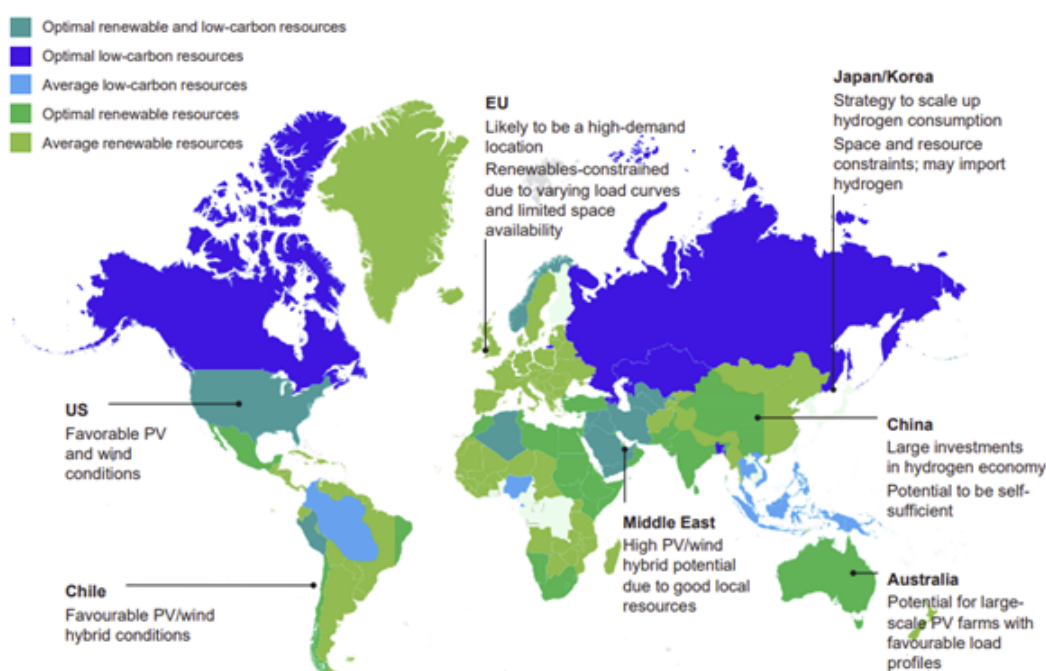 Optimal renewable and low-carbon resources
Optimal low-carbon resources
Average low-carbon resources
Optimal renewable resources
Average renewable resources
EU
Likely to be a high-demand
location
Renewables-constrained
due to varying load curves
and limited space
availability
Japan/Korea
Strategy to scale up
hydrogen consumption
Space and resource
constraints; may import
hydrogen
US
Favorable PV
and wind
conditions
China
Large investments
in hydrogen economy
Potential to be self-
sufficient
Middle East
High PV/wind
hybrid potential
due to good local
resources
Chile
Favourable PV/wind
hybrid conditions
Australia
Potential for large-
scale PV farms with
favourable load
profiles